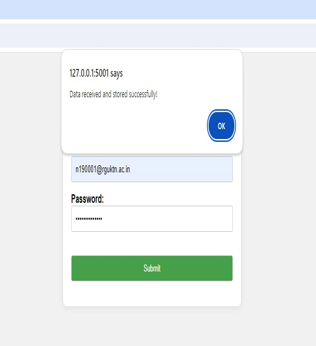 127.0.0.1:5001 says
Data received and stored successfully!
OK
n190001@rguktn.ac.in
Password:
••••••••••••••
Submit